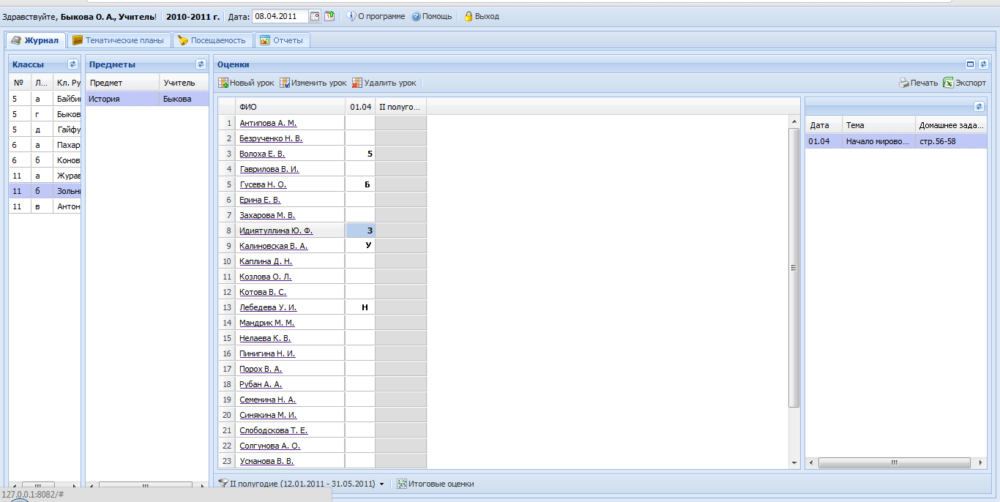 Здравствуйте, Быкова О. А., Учитель! 2010-2011 г. Дата: 08.04.2011 О программе Помощь Выход
Журнал Тематические планы Посещаемость Отчеты
Классы
№ Л... Кл. Ру
5 а Байби
5 г Быков
5 д Гайфу
6 а Пахар
6 б Конов
11 а Журав
11 б Зольни
11 в Антон
Предметы
Предмет Учитель
История Быкова
Оценки
Новый урок Изменить урок Удалить урок Печать Экспорт
ФИО 01.04 II полуго...
1 Антипова А. М.
2 Безрученко Н. В.
3 Волоха Е. В. 5
4 Гаврилова В. И.
5 Гусева Н. О. Б
6 Ерина Е. В.
7 Захарова М. В.
8 Идиятуллина Ю. Ф. 3
9 Калиновская В. А. У
10 Каплина Д. Н.
11 Козлова О. Л.
12 Котова В. С.
13 Лебедева У. И. Н
14 Мандрик М. М.
15 Нелаева К. В.
16 Пинигина Н. И.
17 Порох В. А.
18 Рубан А. А.
19 Семенина Н. А.
20 Синякина М. И.
21 Слободскова Т. Е.
22 Солгунова А. О.
23 Усманова В. В.
Дата Тема Домашнее зада...
01.04 Начало мирово... стр.56-58
II полугодие (12.01.2011 - 31.05.2011) Итоговые оценки
127.0.0.1:8082/#